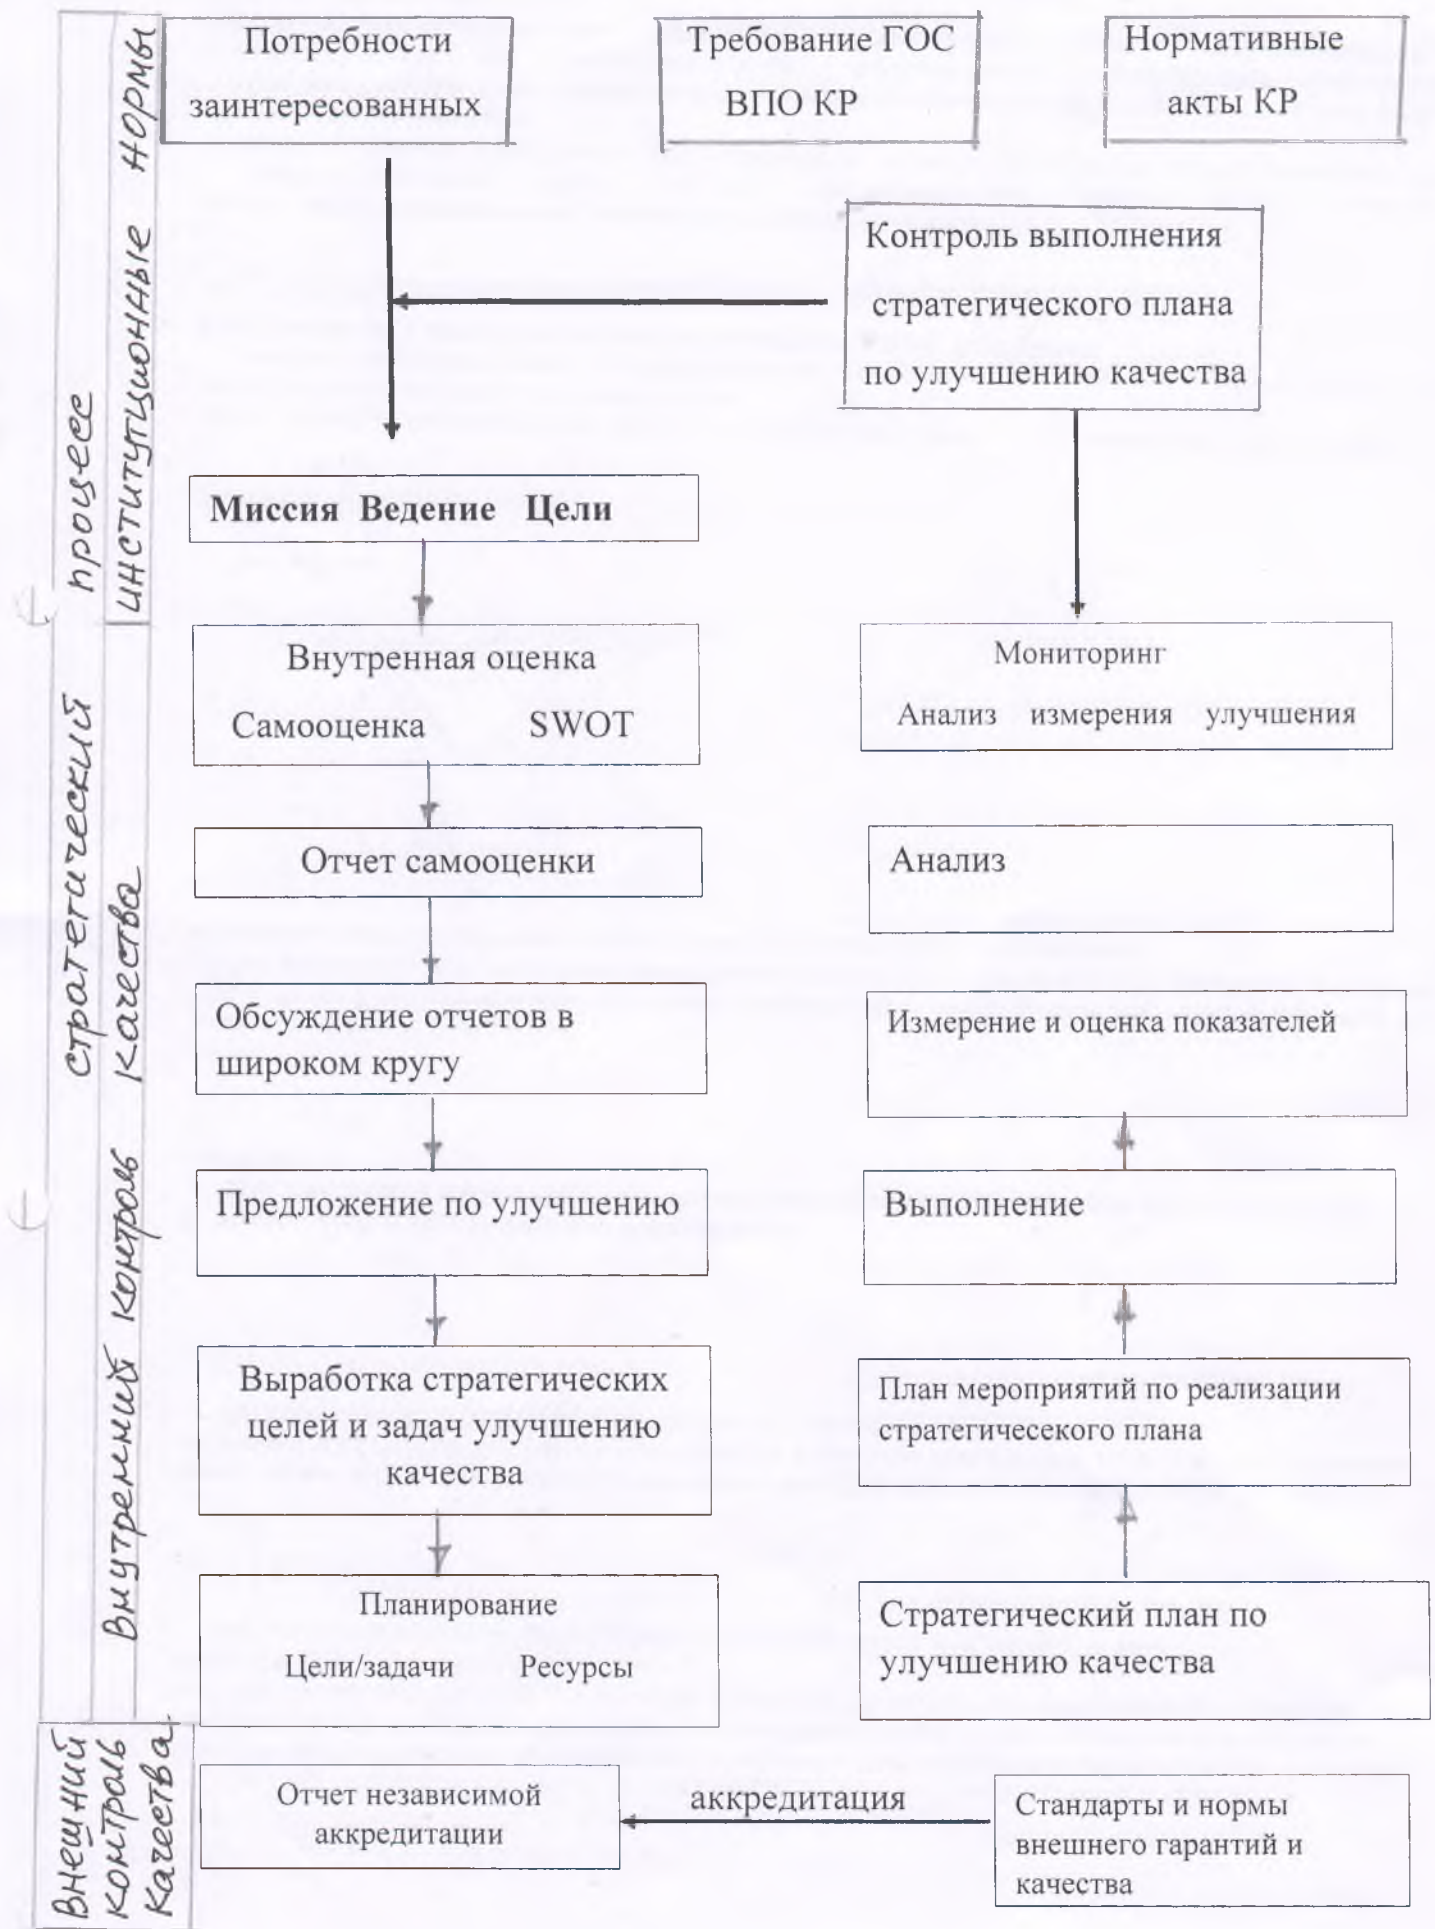 Потребности
заинтересованных
Требование ГОС
ВПО КР
Нормативные
акты КР
Контроль выполнения
стратегического плана
по улучшению качества
Миссия Ведение Цели
Внутренная оценка
Самооценка SWOT
Мониторинг
Анализ измерения улучшения
Отчет самооценки
Анализ
Обсуждение отчетов в
широком кругу
Измерение и оценка показателей
Предложение по улучшению
Выполнение
Выработка стратегических
целей и задач улучшению
качества
План мероприятий по реализации
стратегичесекого плана
Планирование
Цели/задачи Ресурсы
Стратегический план по
улучшению качества
Отчет независимой
аккредитации
аккредитация
Стандарты и нормы
внешнего гарантий и
качества
стратегический процесс
институционные нормы
Внутренний контроль качества
Внешний
контроль
качества